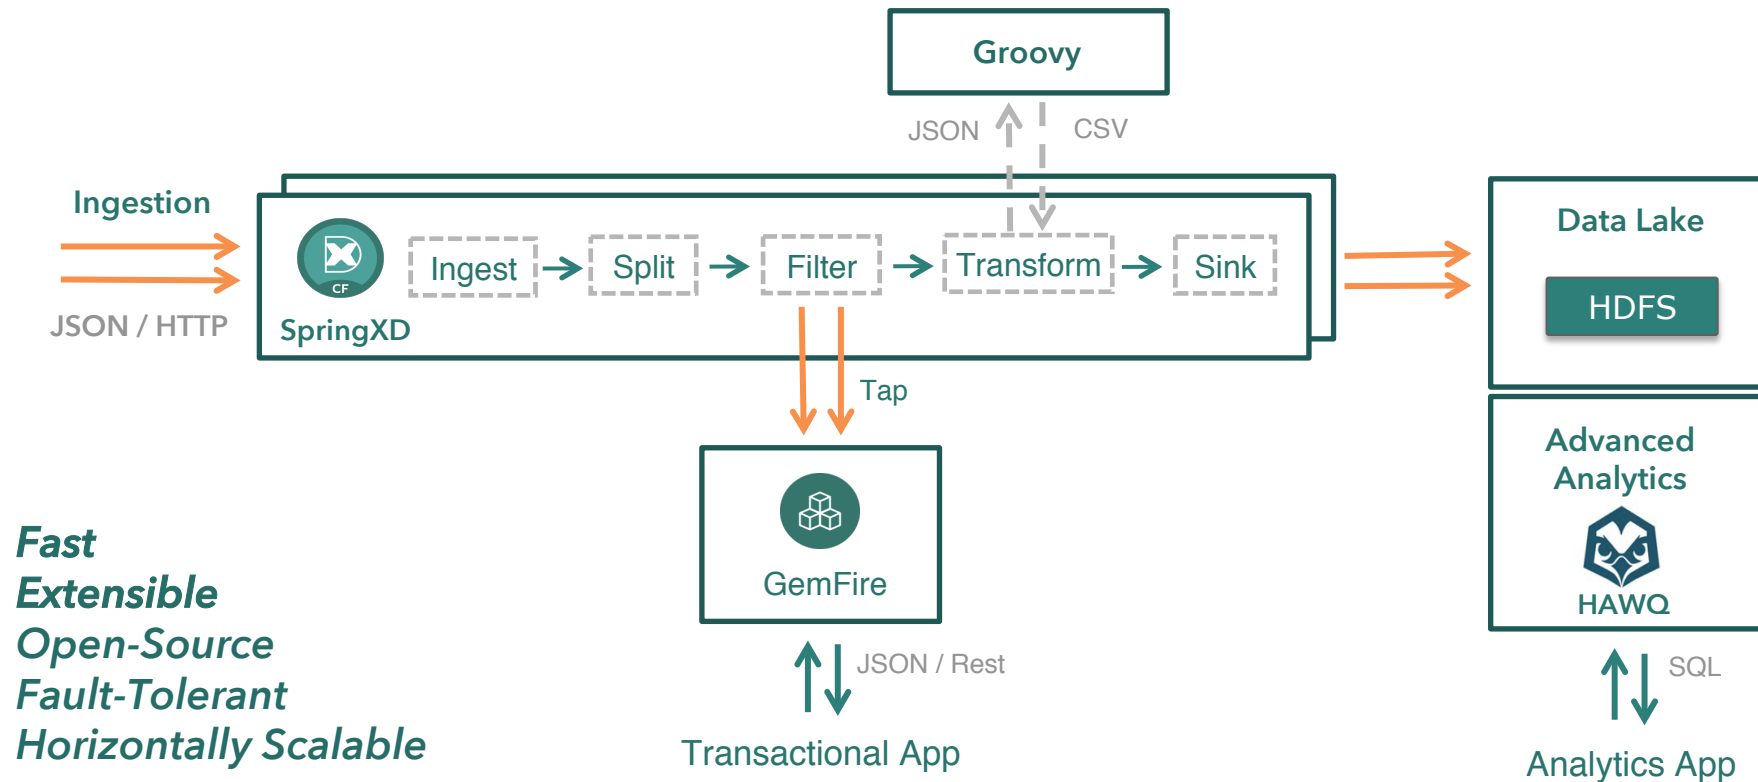 Groovy
JSON
CSV
Ingestion
JSON / HTTP
CF
SpringXD
Ingest
Split
Filter
Transform
Sink
Data Lake
HDFS
Tap
GemFire
Advanced
Analytics
HAWQ
Fast
Extensible
Open-Source
Fault-Tolerant
Horizontally Scalable
JSON / Rest
Transactional App
SQL
Analytics App